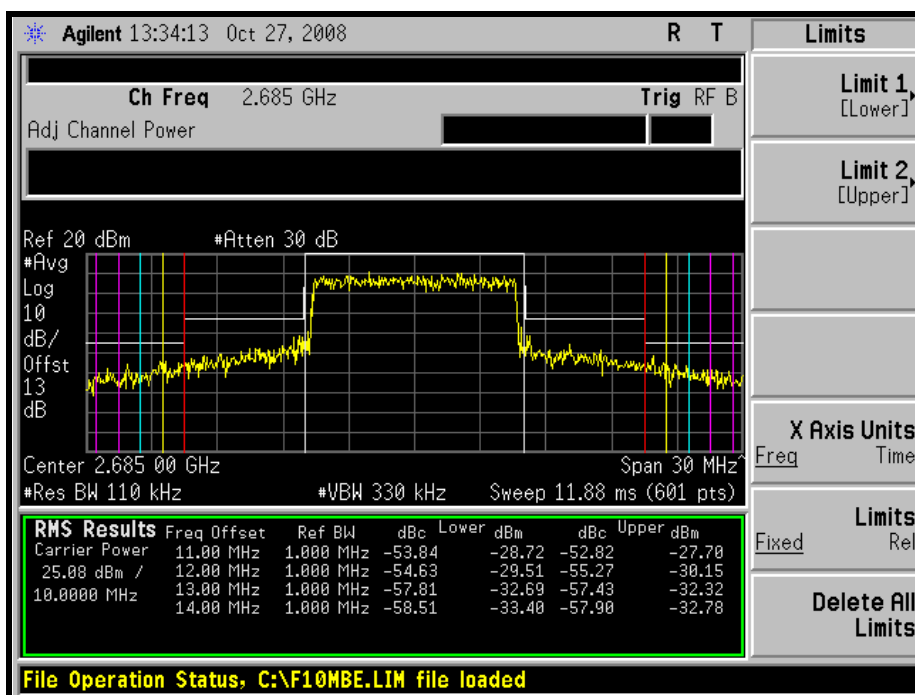 Agilent 13:34:13 Oct 27, 2008 R T
Ch Freq 2.685 GHz Trig RF B
Adj Channel Power
Ref 20 dBm #Atten 30 dB
#Avg
Log
10
dB/
Offst
13
dB
Center 2.685 00 GHz Span 30 MHz^
#Res BW 110 kHz #VBW 330 kHz Sweep 11.88 ms (601 pts)
RMS Results Freq Offset Ref BW dBc Lower dBm dBc Upper dBm
Carrier Power 11.00 MHz 1.000 MHz -53.84 -28.72 -52.82 -27.70
25.08 dBm / 12.00 MHz 1.000 MHz -54.63 -29.51 -55.27 -30.15
10.0000 MHz 13.00 MHz 1.000 MHz -57.81 -32.69 -57.43 -32.32
14.00 MHz 1.000 MHz -58.51 -33.40 -57.90 -32.78
File Operation Status, C:\F10MBE.LIM file loaded
Limits
Limit 1
[Lower]
Limit 2
[Upper]
X Axis Units
Freq Time
Limits
Fixed Rel
Delete All
Limits